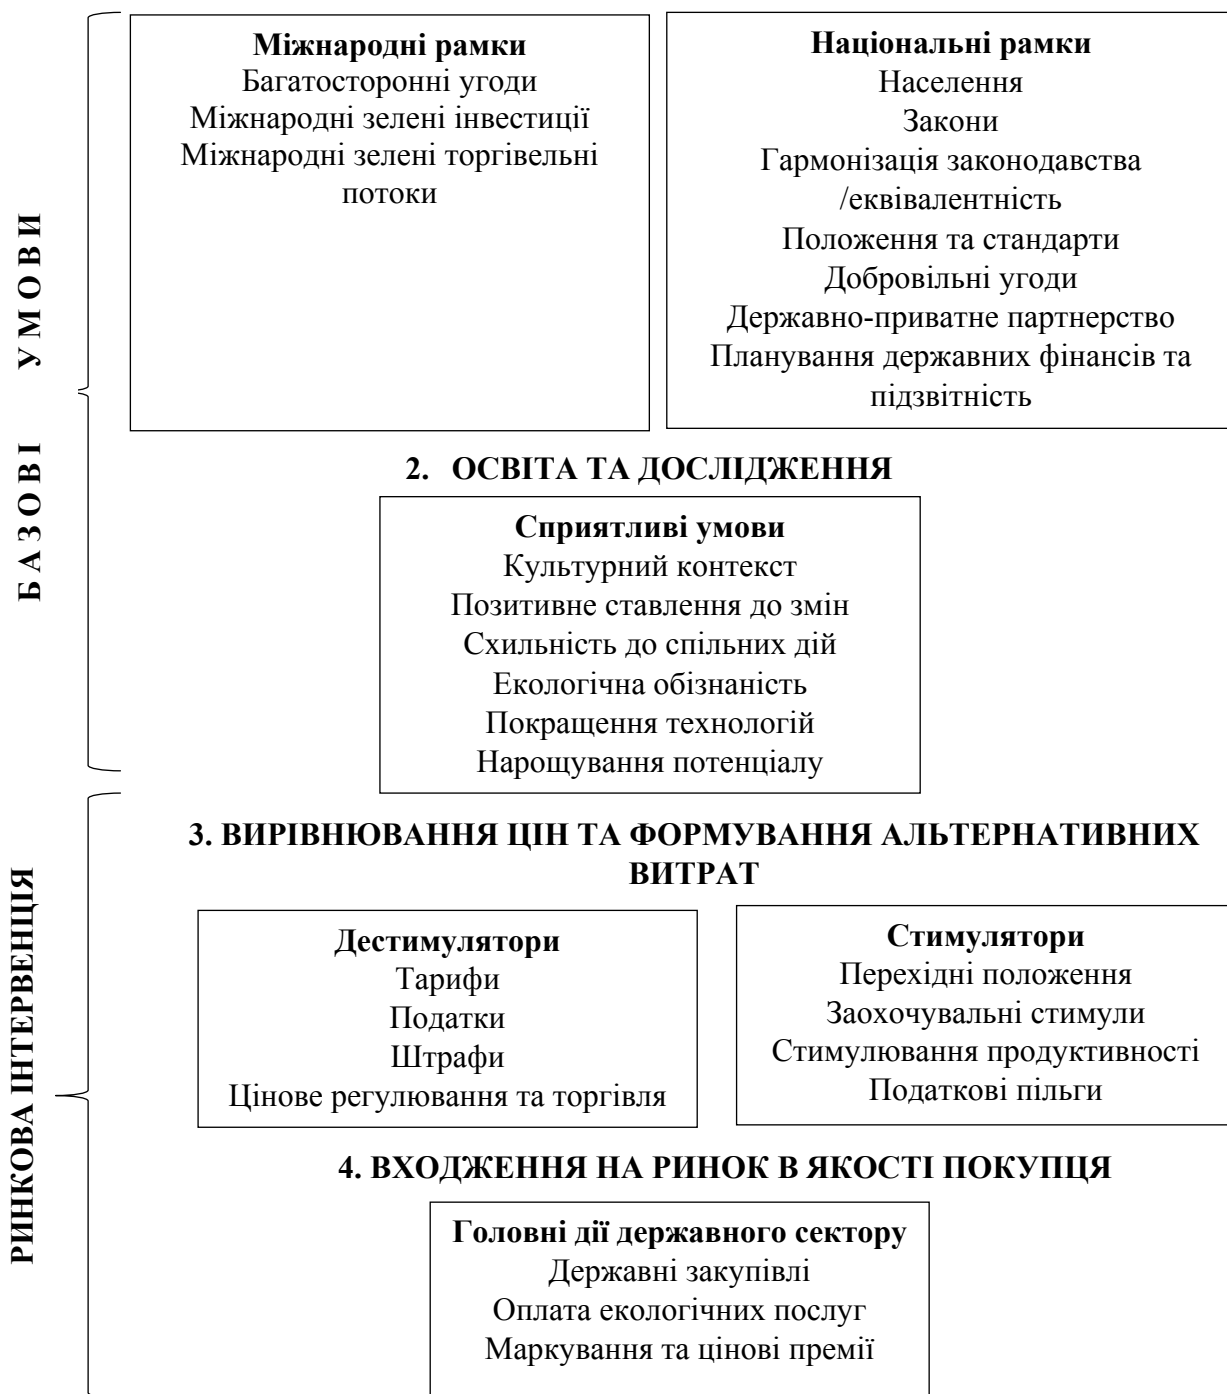 БАЗОВІ УМОВИ
Міжнародні рамки
Багатосторонні угоди
Міжнародні зелені інвестиції
Міжнародні зелені торгівельні
потоки
Національні рамки
Населення
Закони
Гармонізація законодавства
/еквівалентність
Положення та стандарти
Добровільні угоди
Державно-приватне партнерство
Планування державних фінансів та
підзвітність
2. ОСВІТА ТА ДОСЛІДЖЕННЯ
Сприятливі умови
Культурний контекст
Позитивне ставлення до змін
Схильність до спільних дій
Екологічна обізнаність
Покращення технологій
Нарощування потенціалу
РИНКОВА ІНТЕРВЕНЦІЯ
3. ВИРІВНЮВАННЯ ЦІН ТА ФОРМУВАННЯ АЛЬТЕРНАТИВНИХ
ВИТРАТ
Дестимулятори
Тарифи
Податки
Штрафи
Цінове регулювання та торгівля
Стимулятори
Перехідні положення
Заохочувальні стимули
Стимулювання продуктивності
Податкові пільги
4. ВХОДЖЕННЯ НА РИНОК В ЯКОСТІ ПОКУПЦЯ
Головні дії державного сектору
Державні закупівлі
Оплата екологічних послуг
Маркування та цінові премії